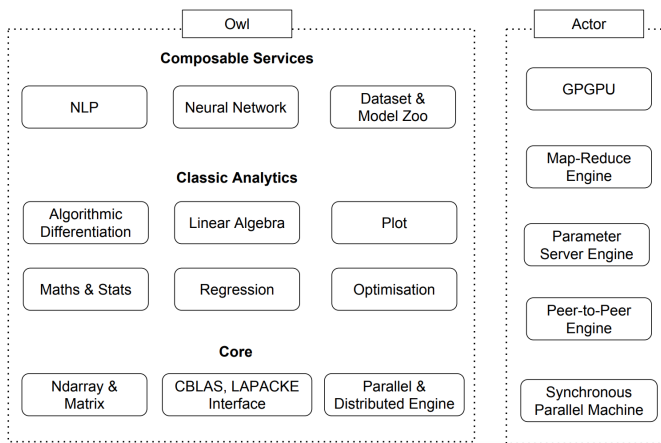 Owl
Composable Services
NLP
Neural Network
Dataset &
Model Zoo
Classic Analytics
Algorithmic
Differentiation
Linear Algebra
Plot
Maths & Stats
Regression
Optimisation
Core
Ndarray &
Matrix
CBLAS, LAPACKE
Interface
Parallel &
Distributed Engine
Actor
GPGPU
Map-Reduce
Engine
Parameter
Server Engine
Peer-to-Peer
Engine
Synchronous
Parallel Machine